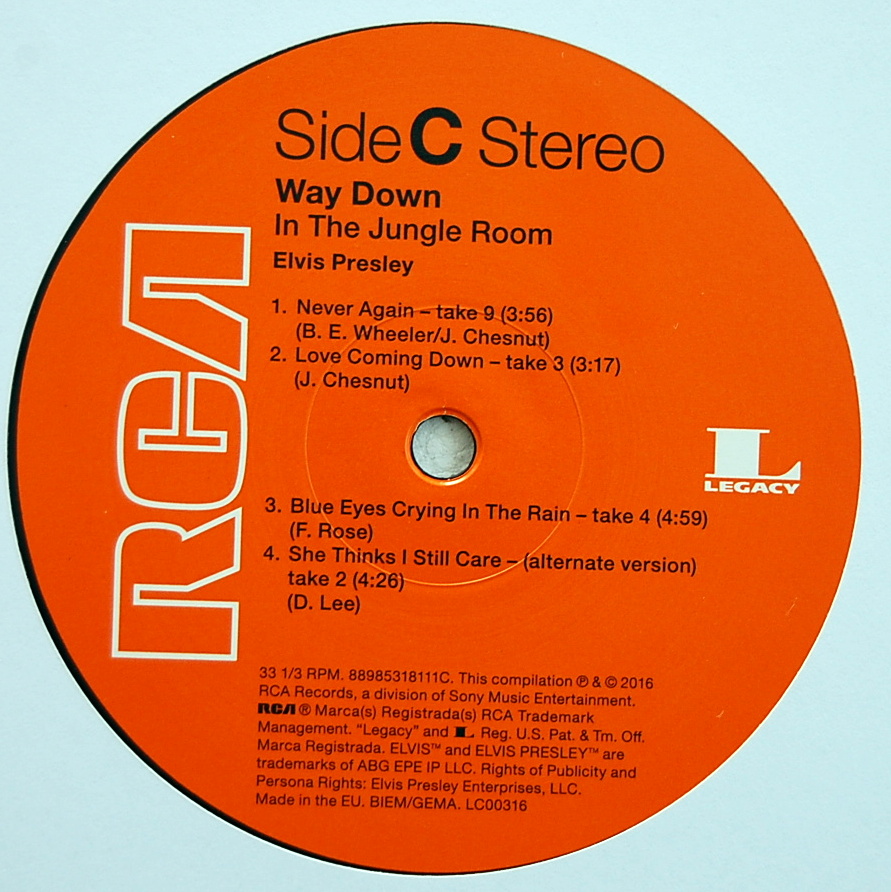 Side C Stereo
Way Down
In The Jungle Room
Elvis Presley
1. Never Again – take 9 (3:56)
(B. E. Wheeler/J. Chesnut)
2. Love Coming Down – take 3 (3:17)
(J. Chesnut)
RCA
L
LEGACY
3. Blue Eyes Crying In The Rain – take 4 (4:59)
(F. Rose)
4. She Thinks I Still Care – (alternate version)
take 2 (4:26)
(D. Lee)
33 1/3 RPM. 88985318111C. This compilation ℗ & © 2016
RCA Records, a division of Sony Music Entertainment.
RCA ® Marca(s) Registrada(s) RCA Trademark
Management. "Legacy" and L Reg. U.S. Pat. & Tm. Off.
Marca Registrada. ELVIS™ and ELVIS PRESLEY™ are
trademarks of ABG EPE IP LLC. Rights of Publicity and
Persona Rights: Elvis Presley Enterprises, LLC.
Made in the EU. BIEM/GEMA. LC00316